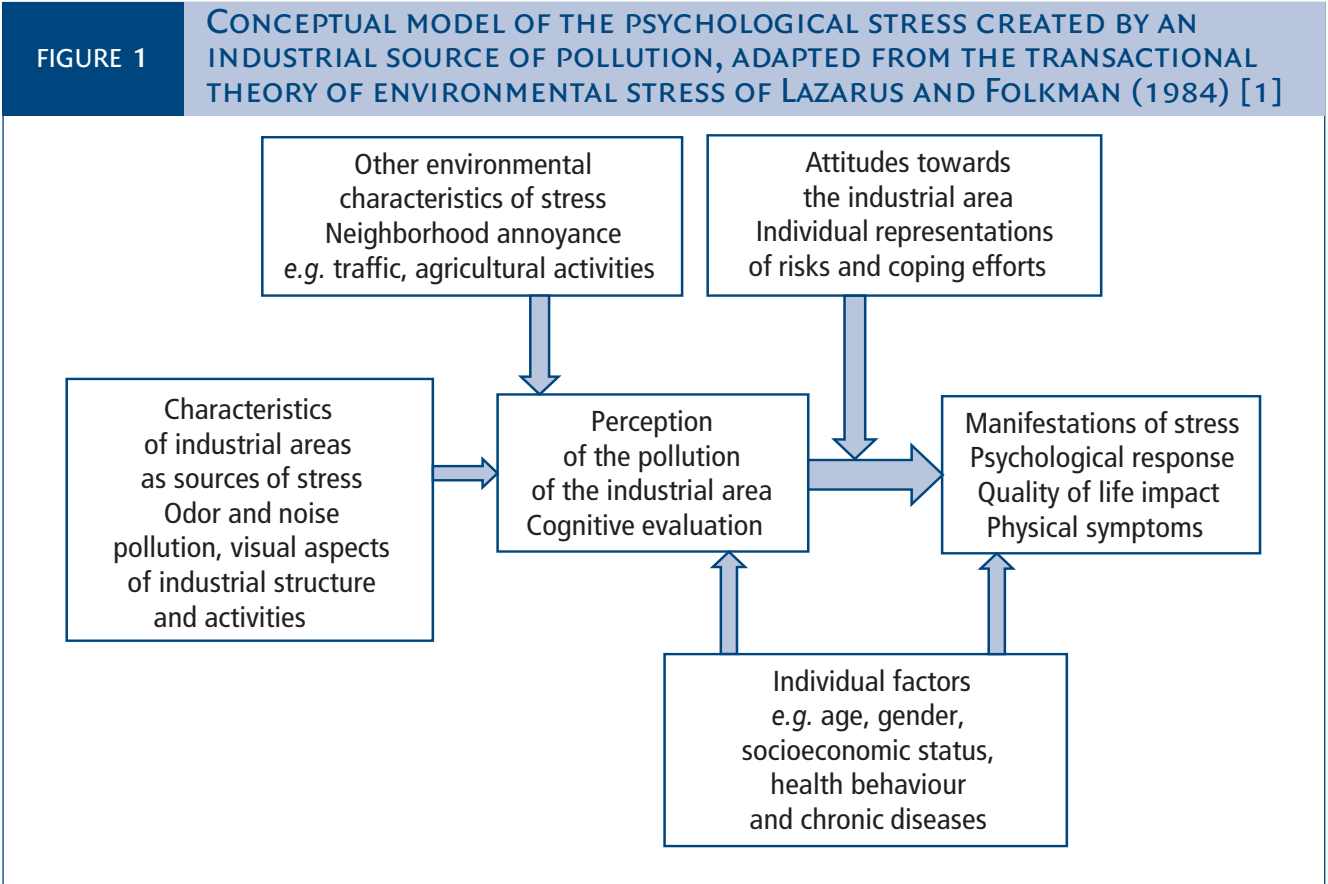 FIGURE 1
CONCEPTUAL MODEL OF THE PSYCHOLOGICAL STRESS CREATED BY AN
INDUSTRIAL SOURCE OF POLLUTION, ADAPTED FROM THE TRANSACTIONAL
THEORY OF ENVIRONMENTAL STRESS OF LAZARUS AND FOLKMAN (1984) [1]
Other environmental
characteristics of stress
Neighborhood annoyance
e.g. traffic, agricultural activities
Attitudes towards
the industrial area
Individual representations
of risks and coping efforts
Characteristics
of industrial areas
as sources of stress
Odor and noise
pollution, visual aspects
of industrial structure
and activities
Perception
of the pollution
of the industrial area
Cognitive evaluation
Manifestations of stress
Psychological response
Quality of life impact
Physical symptoms
Individual factors
e.g. age, gender,
socioeconomic status,
health behaviour
and chronic diseases